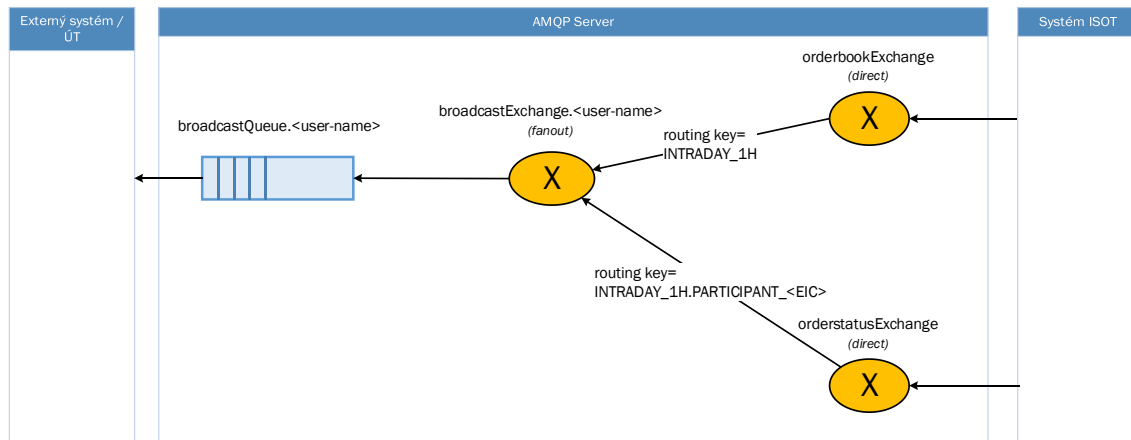 Externý systém /
ÚT
AMQP Server
Systém ISOT
orderbookExchange
(direct)
X
broadcastExchange.<user-name>
(fanout)
X
broadcastQueue.<user-name>
routing key=
INTRADAY_1H
routing key=
INTRADAY_1H.PARTICIPANT_<EIC>
orderstatusExchange
(direct)
X